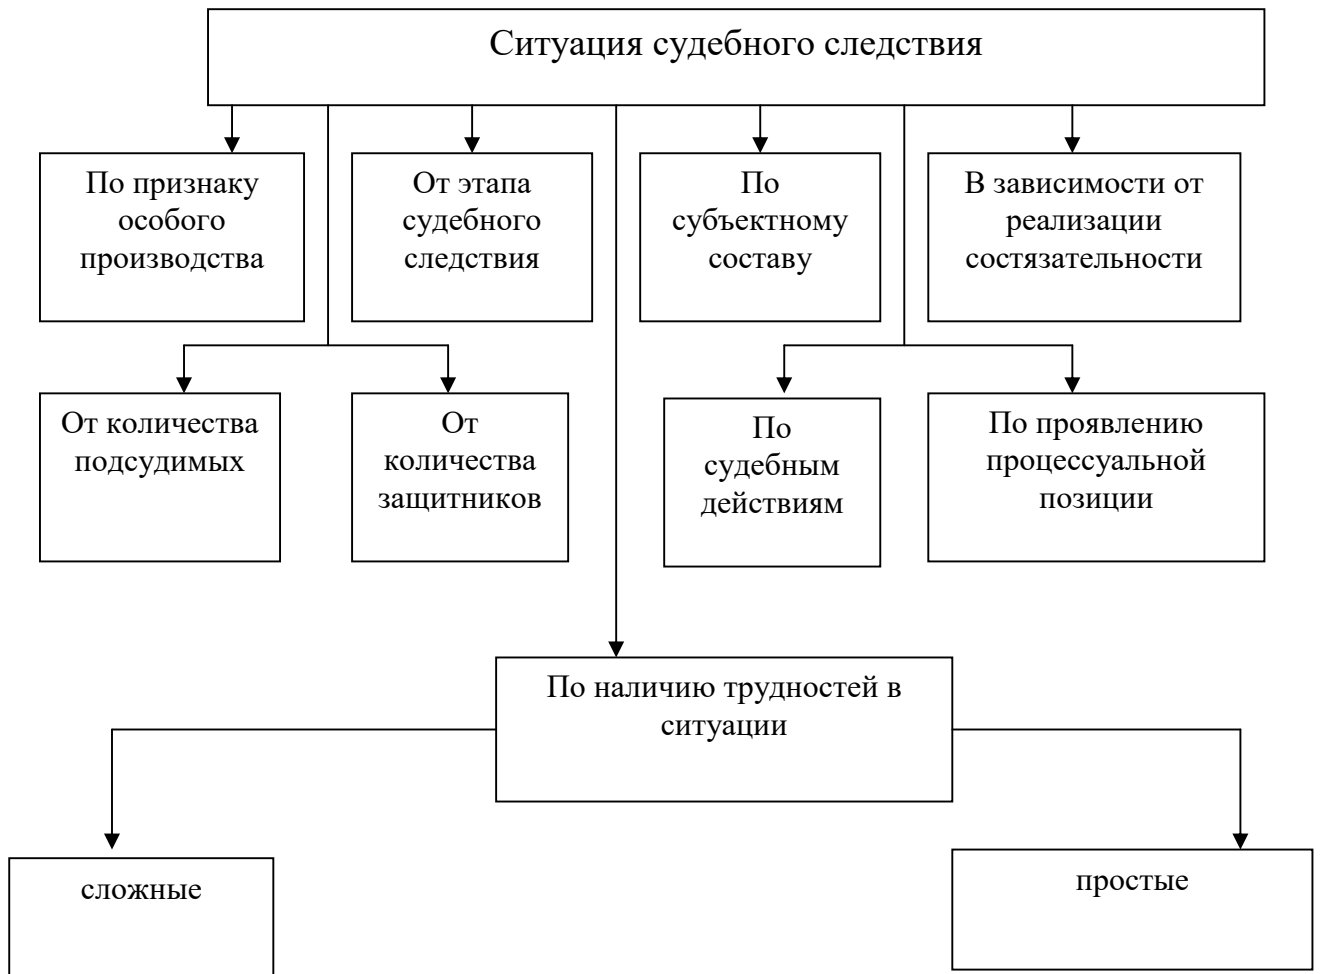 Ситуация судебного следствия
По признаку
особого
производства
От этапа
судебного
следствия
По
субъектному
составу
В зависимости от
реализации
состязательности
От количества
подсудимых
От
количества
защитников
По
судебным
действиям
По проявлению
процессуальной
позиции
По наличию трудностей в
ситуации
сложные
простые